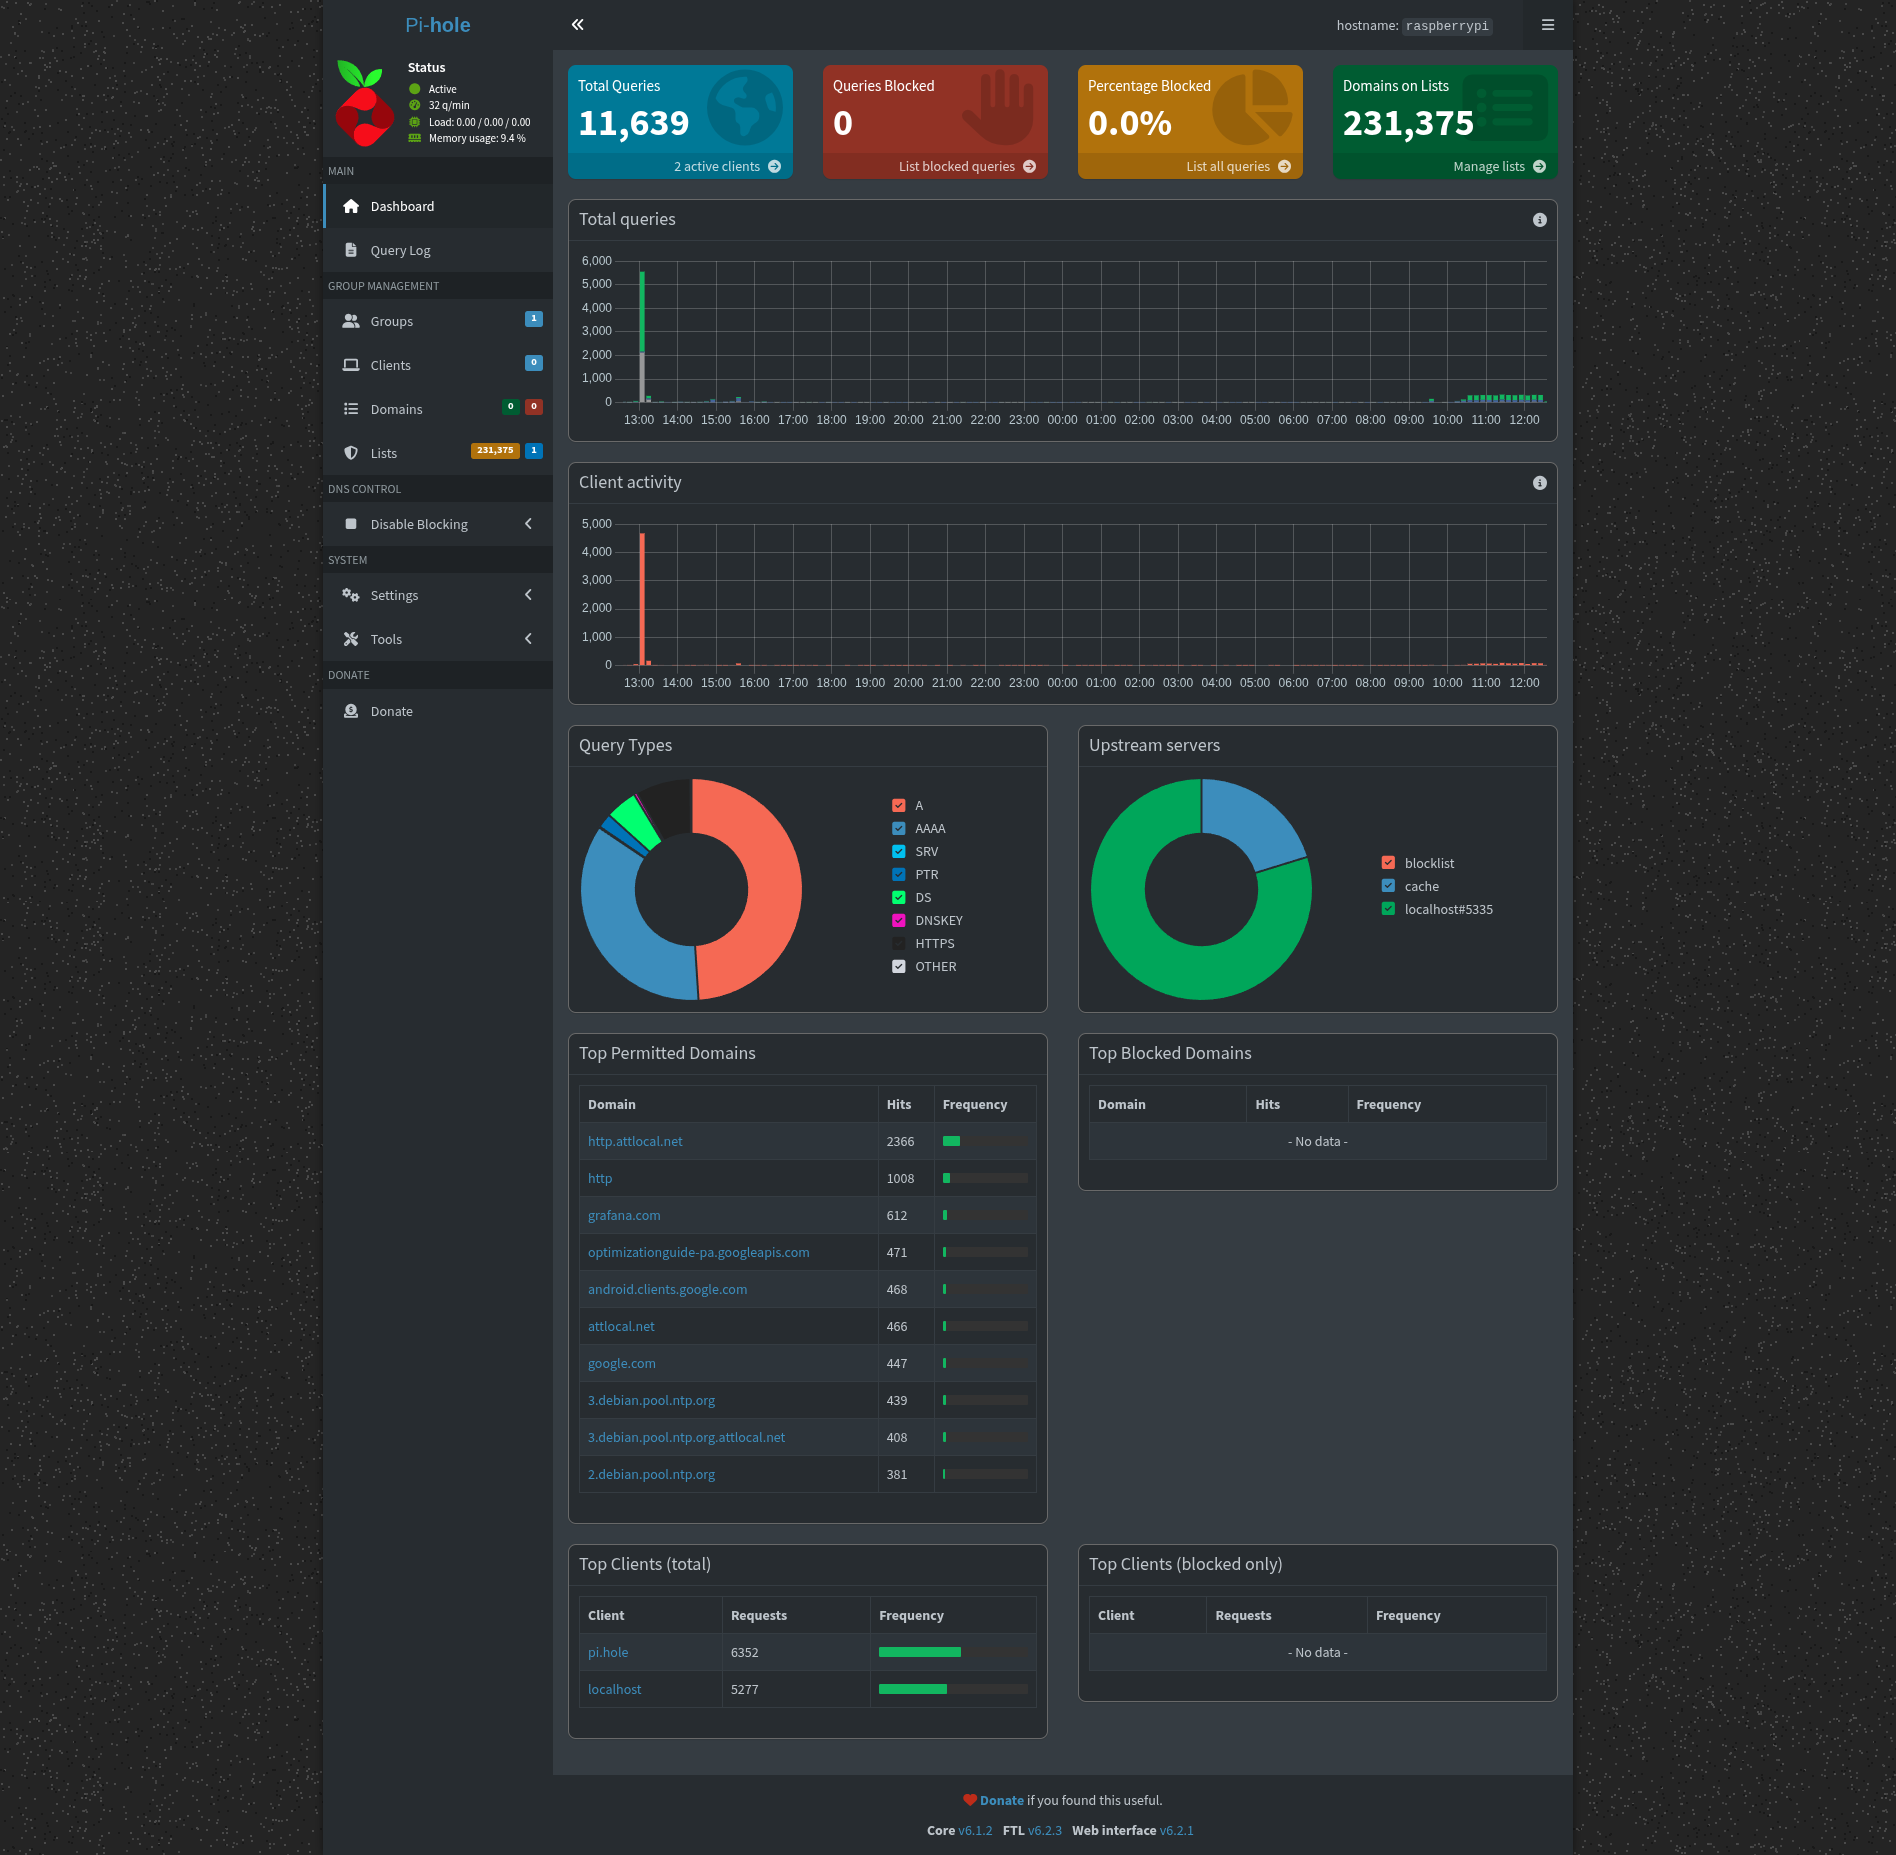 Pi-hole
hostname: raspberrypi
Status
Active
32 q/min
Load: 0.00 / 0.00 / 0.00
Memory usage: 9.4 %
MAIN
Dashboard
Query Log
GROUP MANAGEMENT
Groups 1
Clients 0
Domains 0 0
Lists 231,375 1
DNS CONTROL
Disable Blocking
SYSTEM
Settings
Tools
DONATE
Donate
Total Queries
11,639
2 active clients
Queries Blocked
0
List blocked queries
Percentage Blocked
0.0%
List all queries
Domains on Lists
231,375
Manage lists
Total queries
6,000
5,000
4,000
3,000
2,000
1,000
0
13:00 14:00 15:00 16:00 17:00 18:00 19:00 20:00 21:00 22:00 23:00 00:00 01:00 02:00 03:00 04:00 05:00 06:00 07:00 08:00 09:00 10:00 11:00 12:00
Client activity
5,000
4,000
3,000
2,000
1,000
0
13:00 14:00 15:00 16:00 17:00 18:00 19:00 20:00 21:00 22:00 23:00 00:00 01:00 02:00 03:00 04:00 05:00 06:00 07:00 08:00 09:00 10:00 11:00 12:00
Query Types
A
AAAA
SRV
PTR
DS
DNSKEY
HTTPS
OTHER
Upstream servers
blocklist
cache
localhost#5335
Top Permitted Domains
Domain Hits Frequency
http.attlocal.net 2366
http 1008
grafana.com 612
optimizationguide-pa.googleapis.com 471
android.clients.google.com 468
attlocal.net 466
google.com 447
3.debian.pool.ntp.org 439
3.debian.pool.ntp.org.attlocal.net 408
2.debian.pool.ntp.org 381
Top Blocked Domains
Domain Hits Frequency
- No data -
Top Clients (total)
Client Requests Frequency
pi.hole 6352
localhost 5277
Top Clients (blocked only)
Client Requests Frequency
- No data -
Donate if you found this useful.
Core v6.1.2 FTL v6.2.3 Web interface v6.2.1